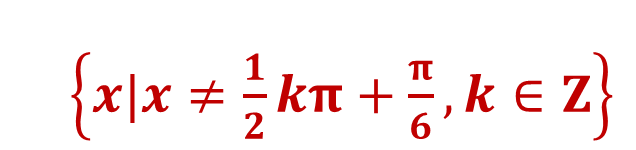 {x|x ≠ 1/2 kπ + π/6, k ∈ Z}